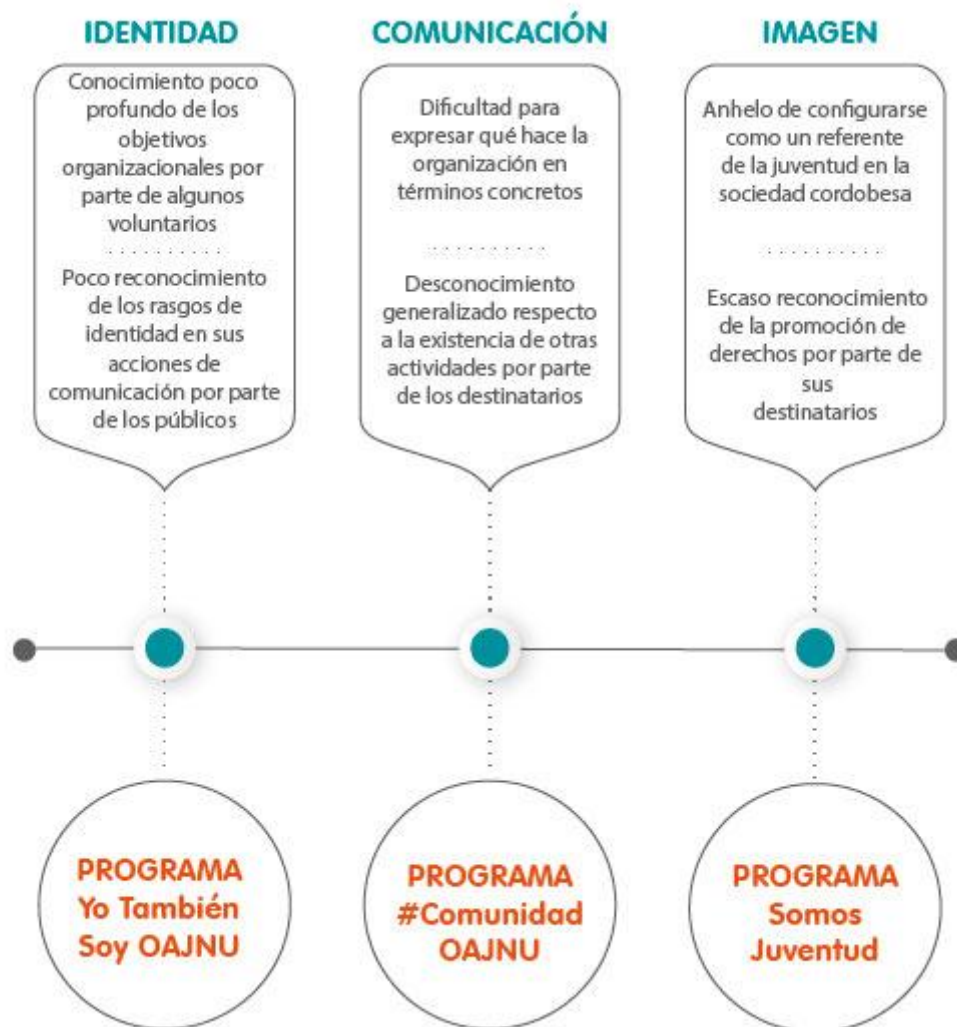 IDENTIDAD
Conocimiento poco
profundo de los
objetivos
organizacionales por
parte de algunos
voluntarios
Poco reconocimiento
de los rasgos de
identidad en sus
acciones de
comunicación por parte
de los públicos
COMUNICACIÓN
Dificultad para
expresar qué hace la
organización en
términos concretos
Desconocimiento
generalizado respecto
a la existencia de otras
actividades por parte
de los destinatarios
IMAGEN
Anhelo de configurarse
como un referente
de la juventud en la
sociedad cordobesa
Escaso reconocimiento
de la promoción de
derechos por parte de
sus
destinatarios
PROGRAMA
Yo También
Soy OAJNU
PROGRAMA
#Comunidad
OAJNU
PROGRAMA
Somos
Juventud